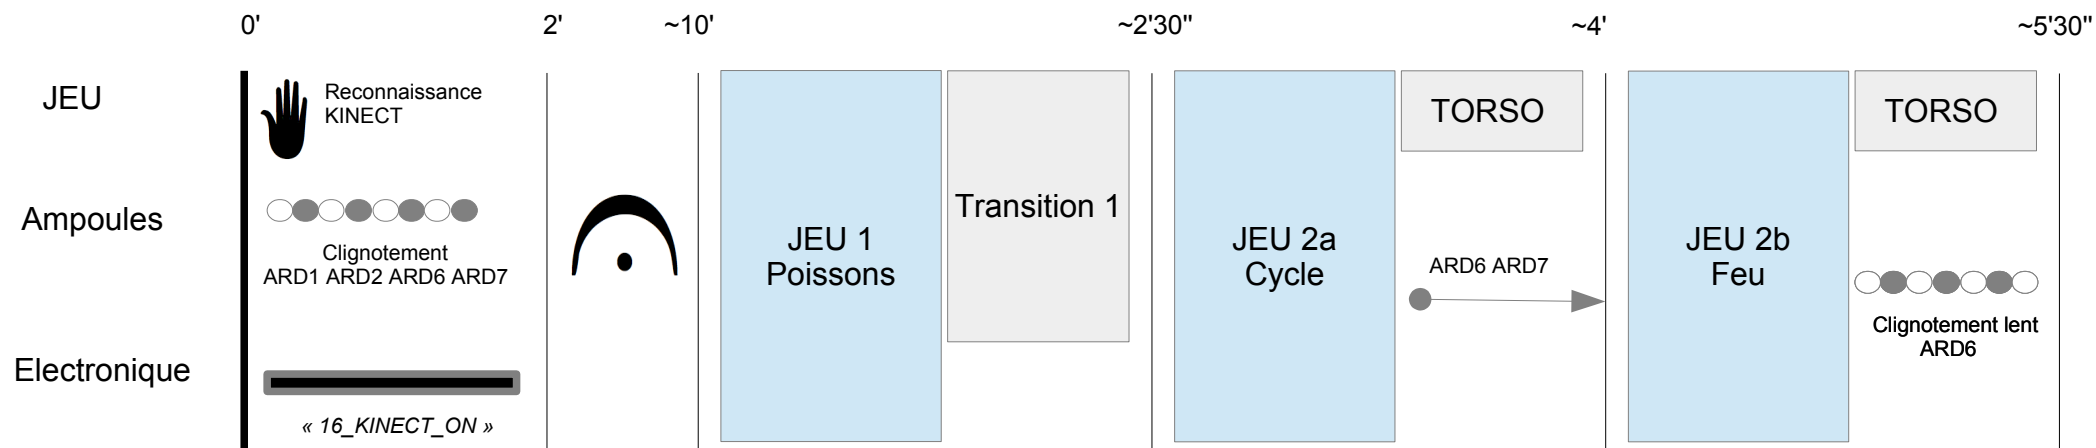 0' 2' ~10' ~2'30" ~4' ~5'30"
JEU
Reconnaissance
KINECT
TORSO
TORSO
Ampoules
Clignotement
ARD1 ARD2 ARD6 ARD7
JEU 1
Poissons
Transition 1
JEU 2a
Cycle
ARD6 ARD7
JEU 2b
Feu
Clignotement lent
ARD6
Electronique
« 16_KINECT_ON »